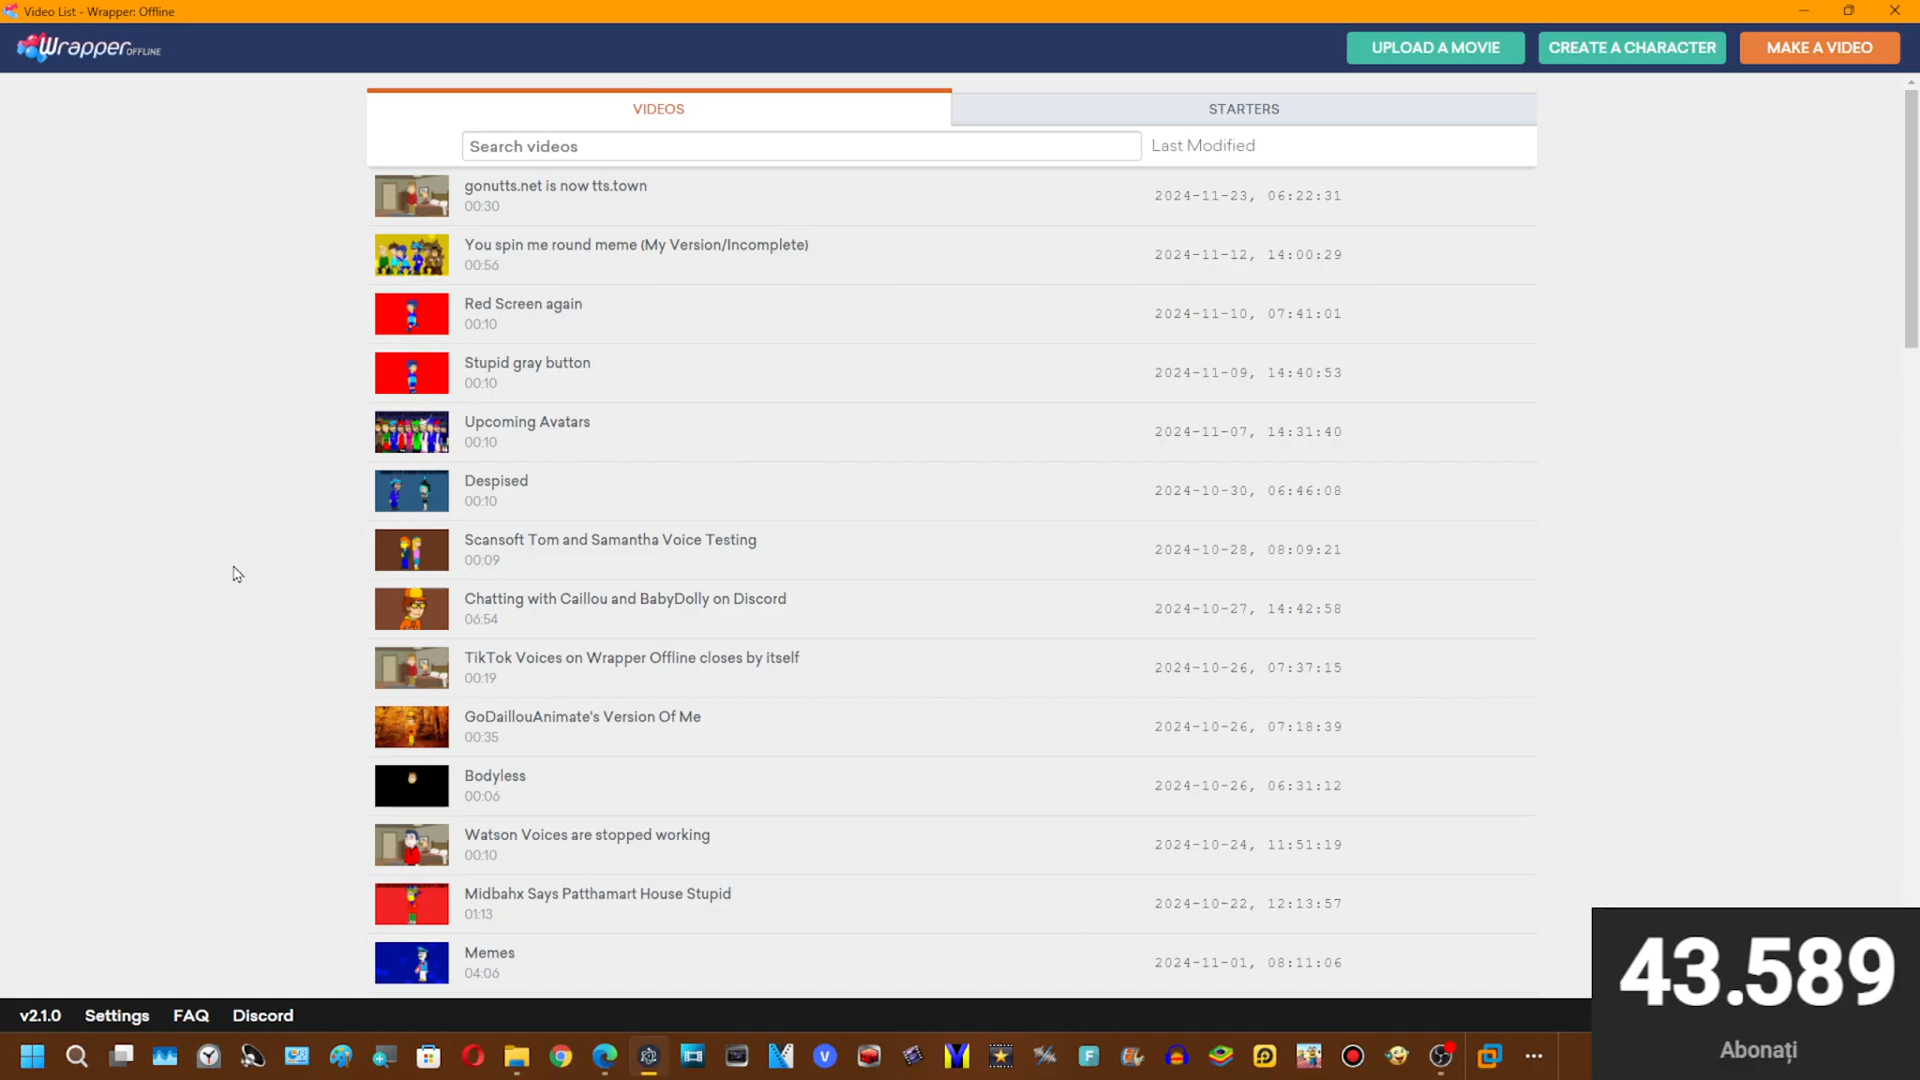 Video List - Wrapper: Offline
Wrapper OFFLINE
UPLOAD A MOVIE
CREATE A CHARACTER
MAKE A VIDEO
VIDEOS
STARTERS
Search videos
Last Modified
gonutts.net is now tts.town
00:30
2024-11-23, 06:22:31
You spin me round meme (My Version/Incomplete)
00:56
2024-11-12, 14:00:29
Red Screen again
00:10
2024-11-10, 07:41:01
Stupid gray button
00:10
2024-11-09, 14:40:53
Upcoming Avatars
00:10
2024-11-07, 14:31:40
Despised
00:10
2024-10-30, 06:46:08
Scansoft Tom and Samantha Voice Testing
00:09
2024-10-28, 08:09:21
Chatting with Caillou and BabyDolly on Discord
06:54
2024-10-27, 14:42:58
TikTok Voices on Wrapper Offline closes by itself
00:19
2024-10-26, 07:37:15
GoDaillouAnimate's Version Of Me
00:35
2024-10-26, 07:18:39
Bodyless
00:06
2024-10-26, 06:31:12
Watson Voices are stopped working
00:10
2024-10-24, 11:51:19
Midbahx Says Patthamart House Stupid
01:13
2024-10-22, 12:13:57
Memes
04:06
2024-11-01, 08:11:06
43.589
Abonați
v2.1.0
Settings
FAQ
Discord